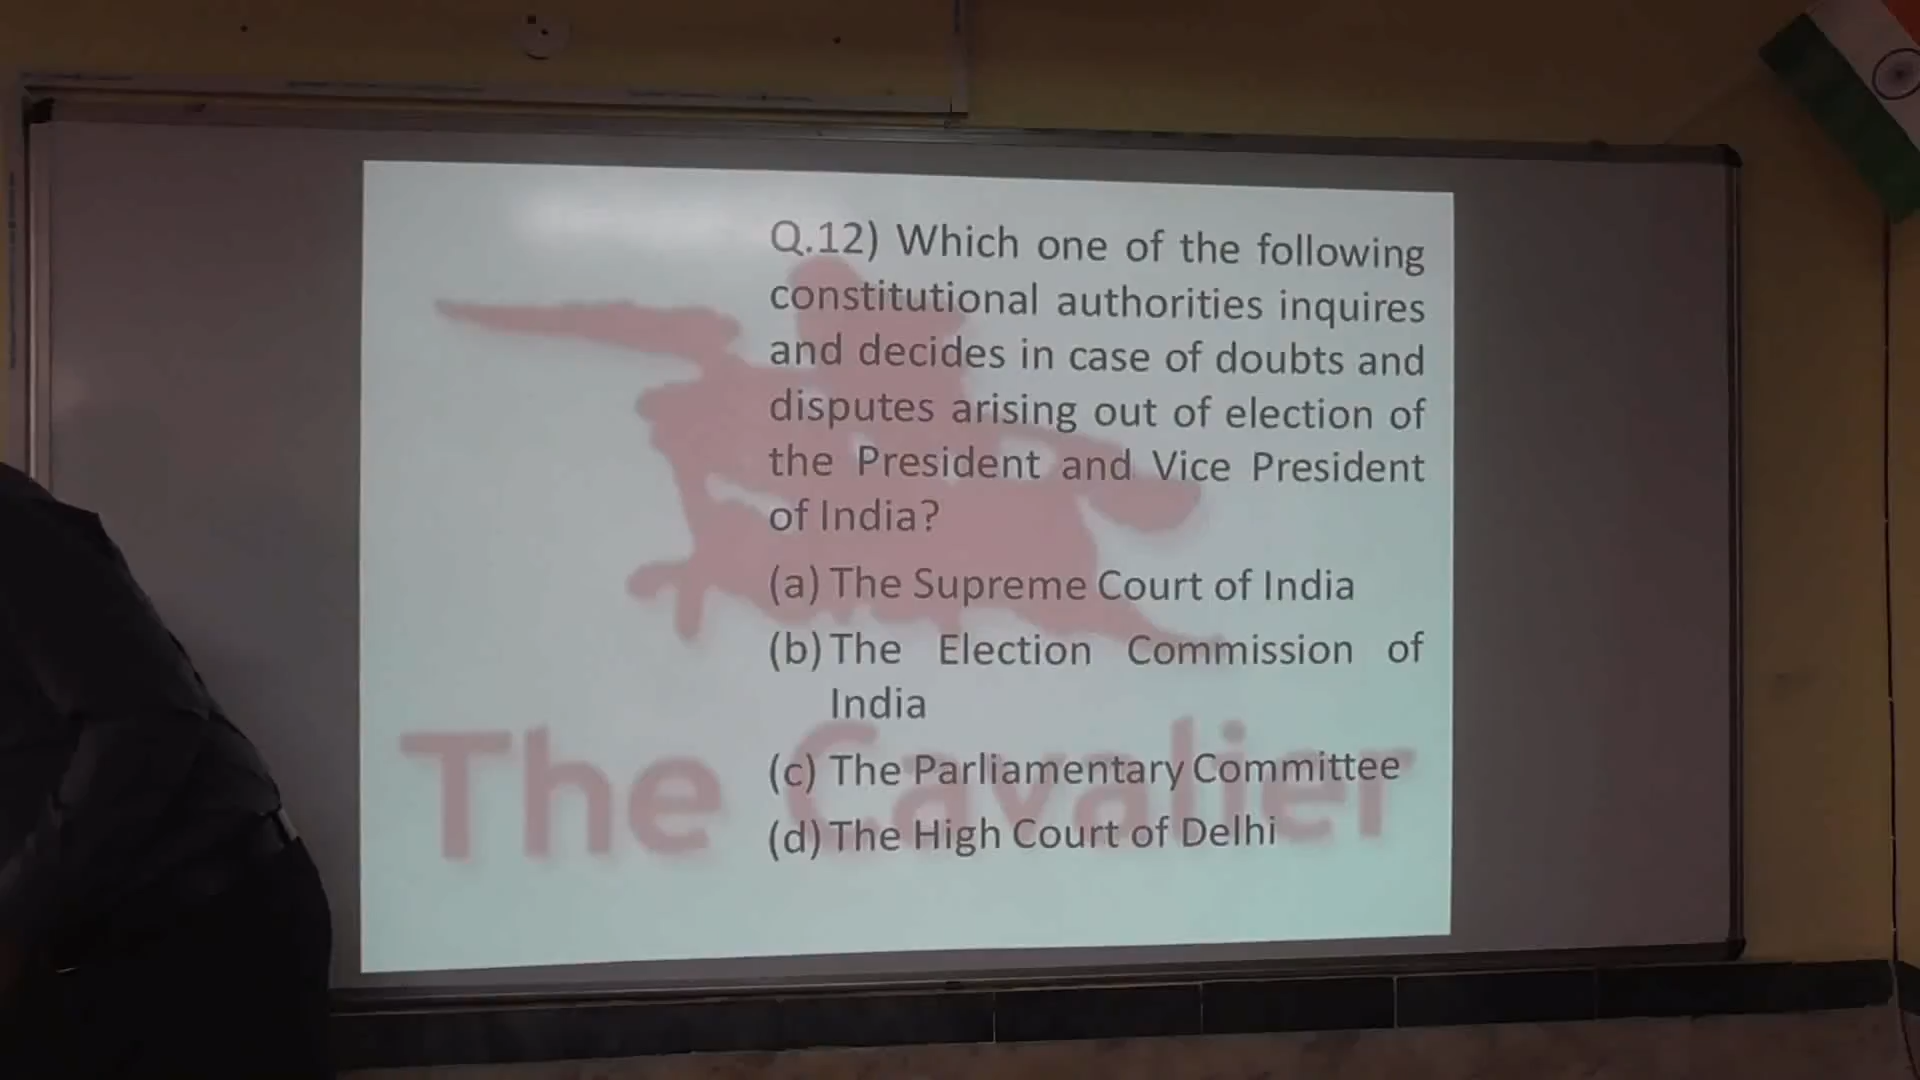 Q.12) Which one of the following
constitutional authorities inquires
and decides in case of doubts and
disputes arising out of election of
the President and Vice President
of India?
(a) The Supreme Court of India
(b) The Election Commission of
India
(c) The Parliamentary Committee
(d) The High Court of Delhi
The Cavalier